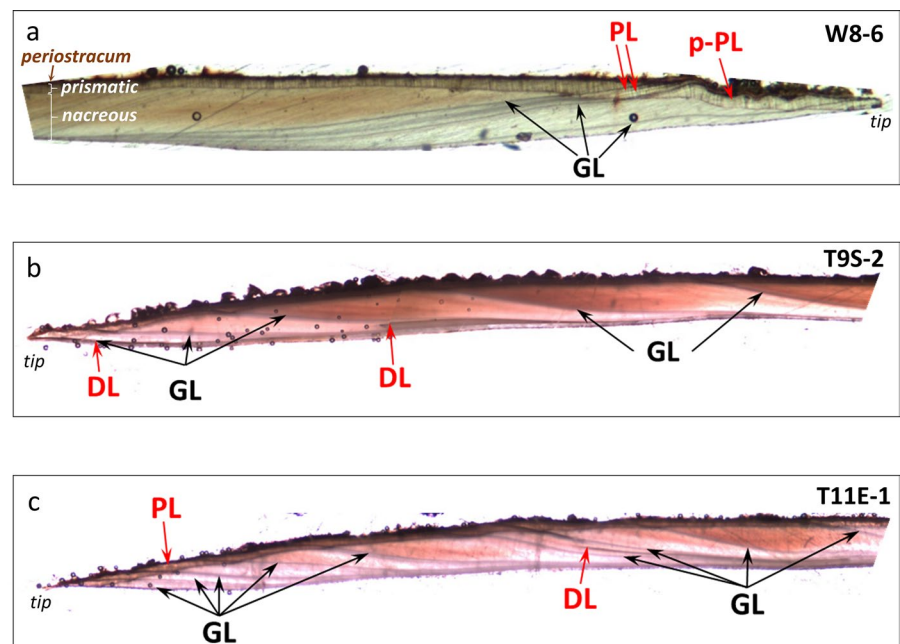 a
W8-6
PL
p-PL
periostracum
prismatic
nacreous
GL
tip
b
T9S-2
tip
DL
GL
DL
GL
c
T11E-1
PL
tip
GL
DL
GL